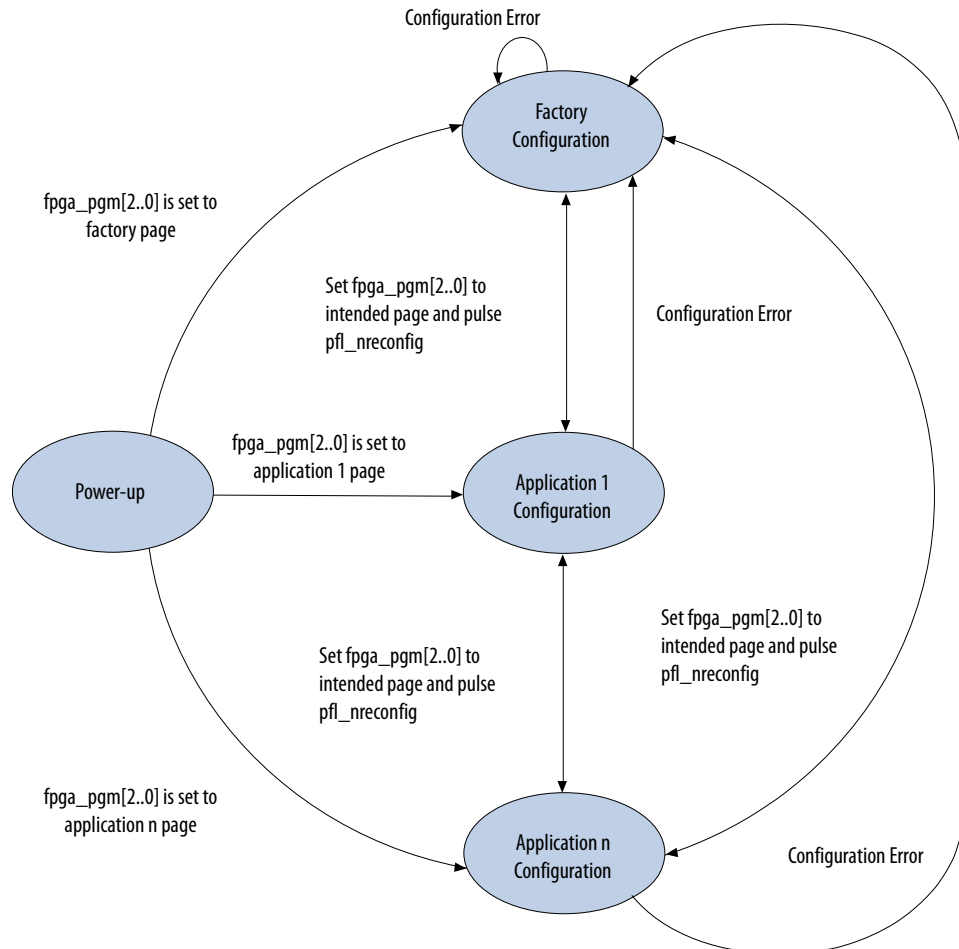 Configuration Error
Factory
Configuration
fpga_pgm[2..0] is set to
factory page
Set fpga_pgm[2..0] to
intended page and pulse
pfl_nreconfig
Configuration Error
fpga_pgm[2..0] is set to
application 1 page
Power-up
Application 1
Configuration
Set fpga_pgm[2..0] to
intended page and pulse
pfl_nreconfig
Set fpga_pgm[2..0] to
intended page and pulse
pfl_nreconfig
fpga_pgm[2..0] is set to
application n page
Application n
Configuration
Configuration Error